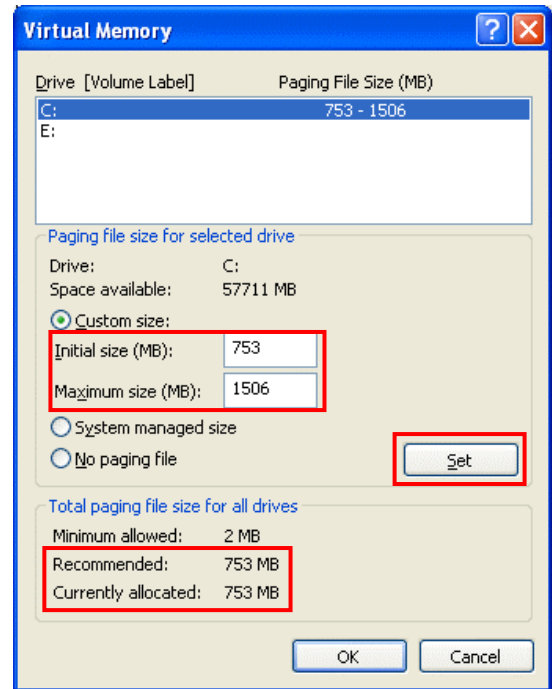 Virtual Memory
Drive [Volume Label] Paging File Size (MB)
C: 753 - 1506
E:
Paging file size for selected drive
Drive: C:
Space available: 57711 MB
Custom size:
Initial size (MB): 753
Maximum size (MB): 1506
System managed size
No paging file
Set
Total paging file size for all drives
Minimum allowed: 2 MB
Recommended: 753 MB
Currently allocated: 753 MB
OK Cancel